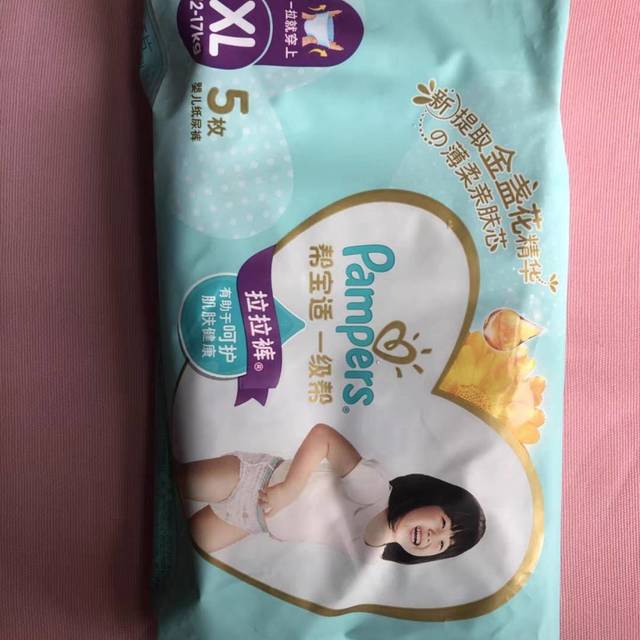 新 提取金盏花精华
の薄柔亲肤芯
一拉就穿上
XL
12-17kg
5枚
婴儿纸尿裤
Pampers®
帮宝适 一级帮
拉拉裤®
有助于呵护
肌肤健康